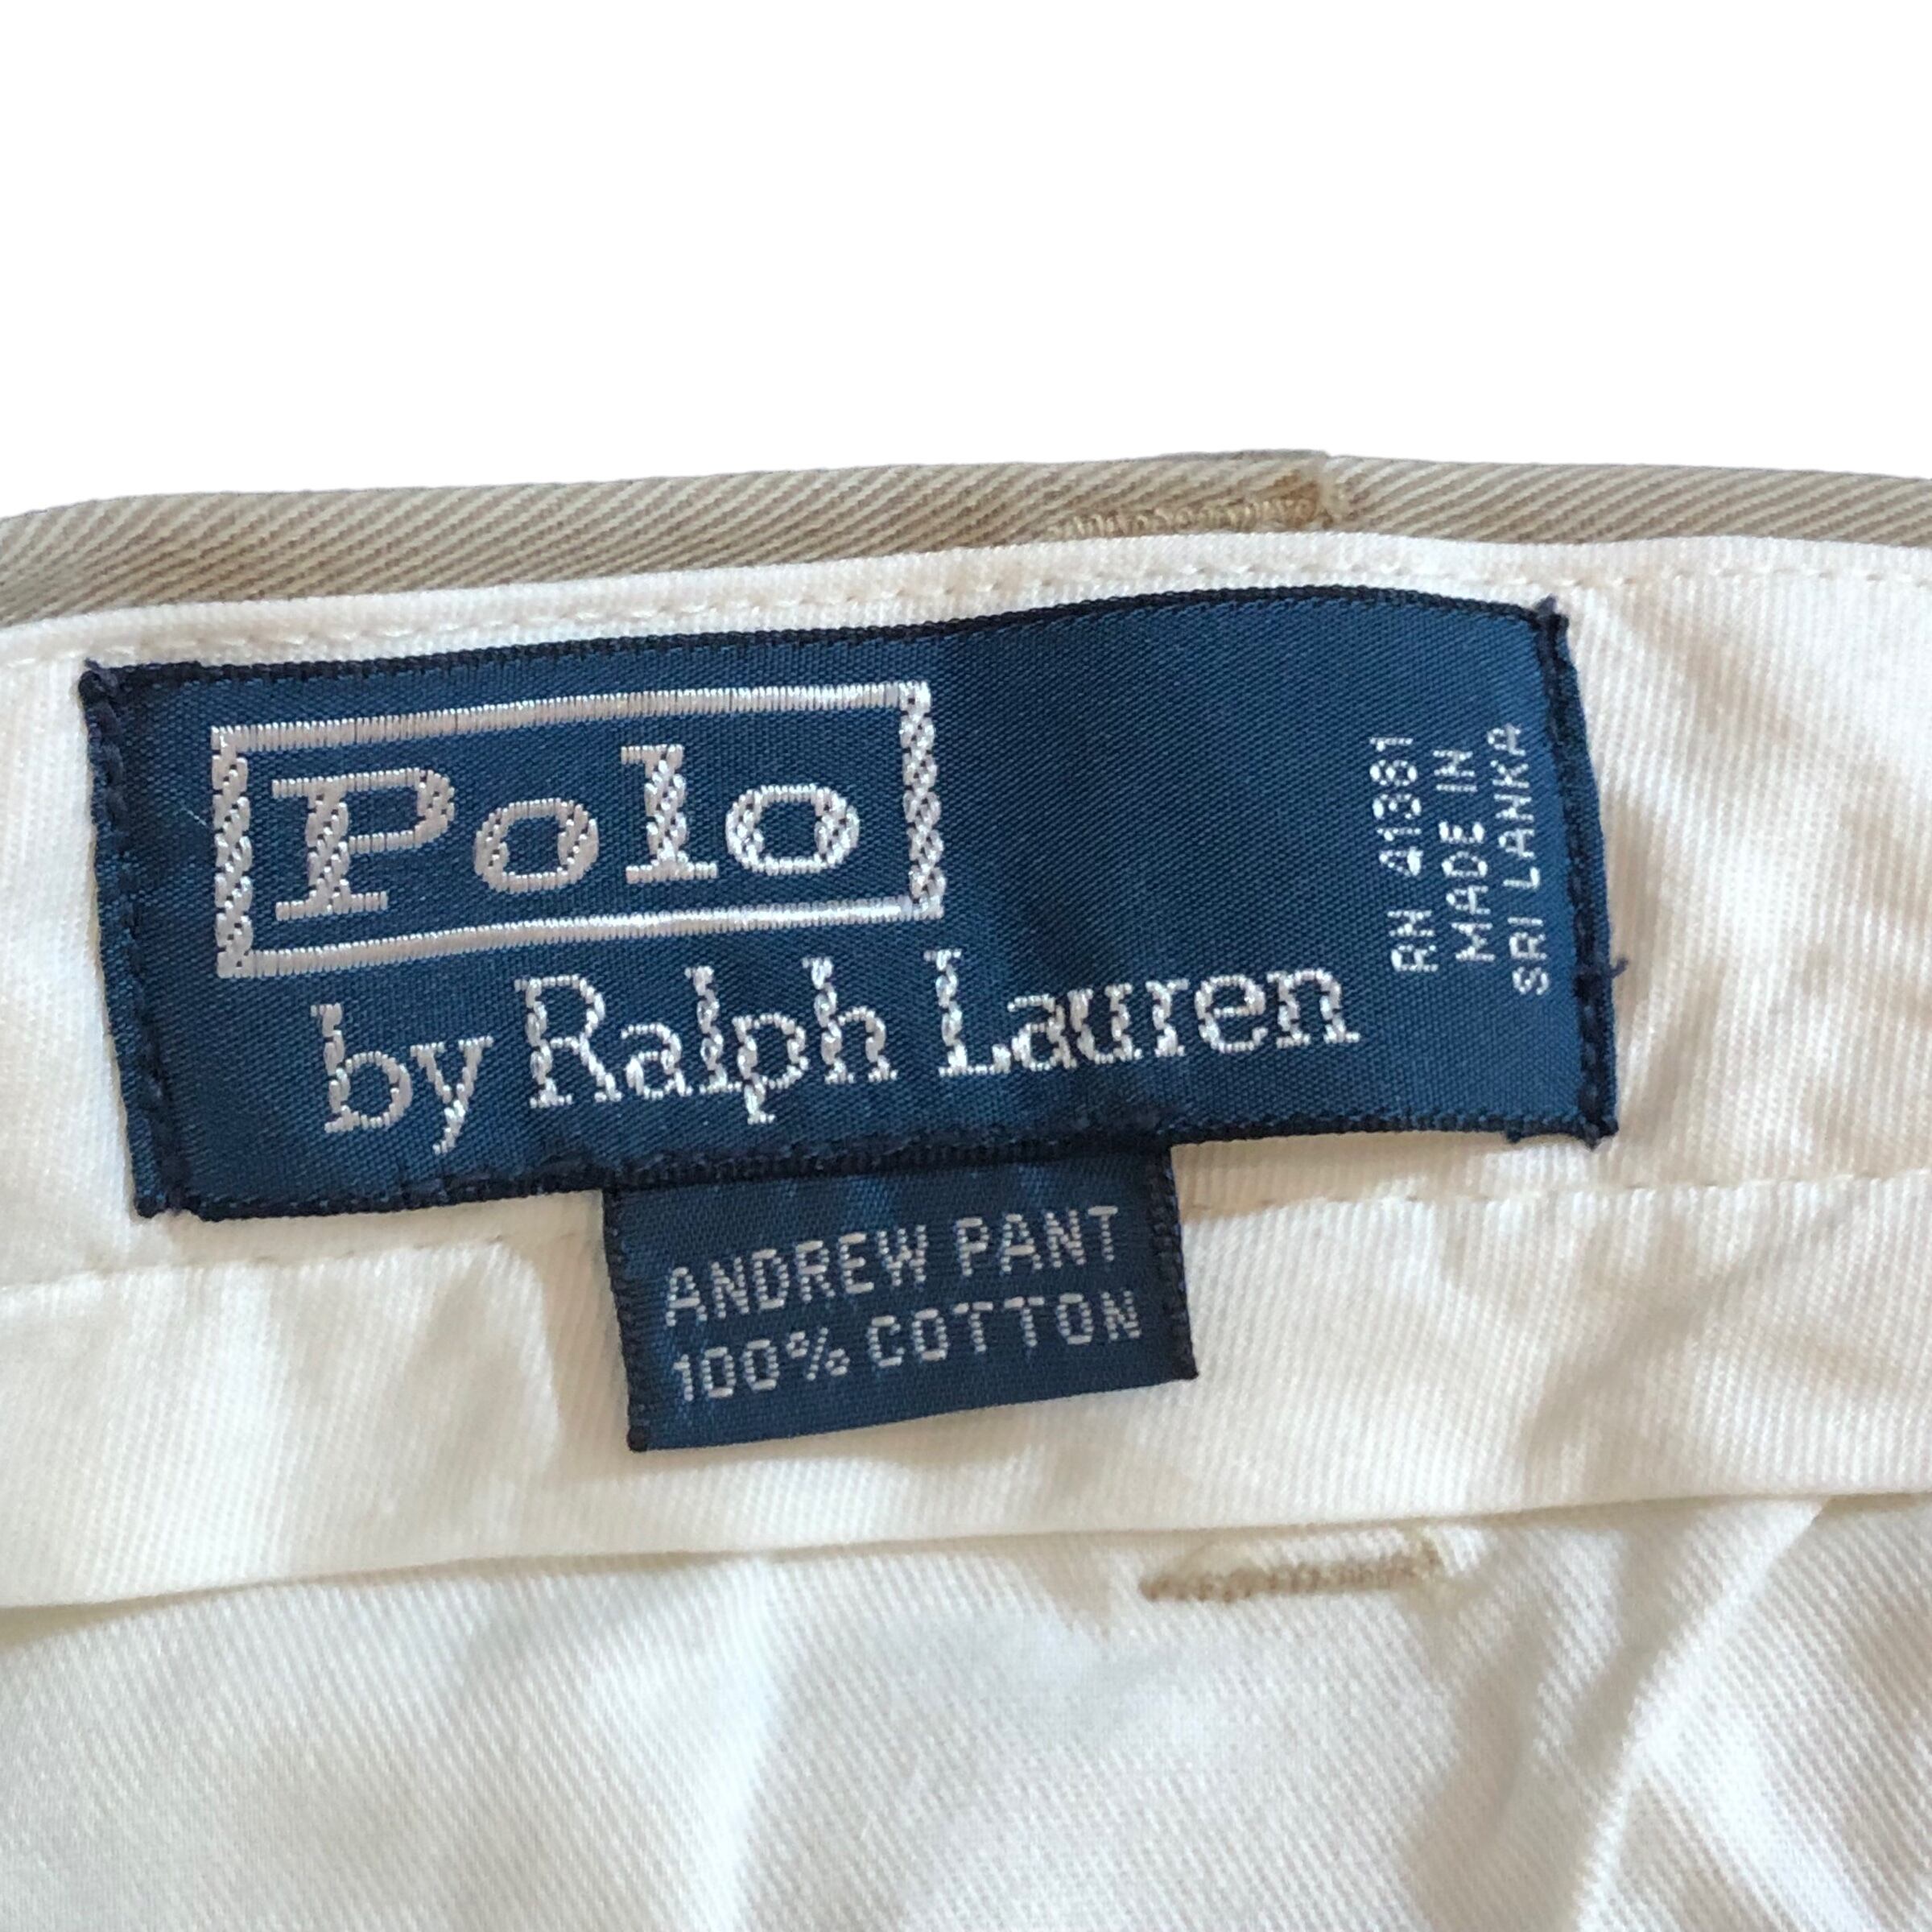 Polo
by Ralph Lauren
RN 41381
MADE IN
SRI LANKA
ANDREW PANT
100% COTTON